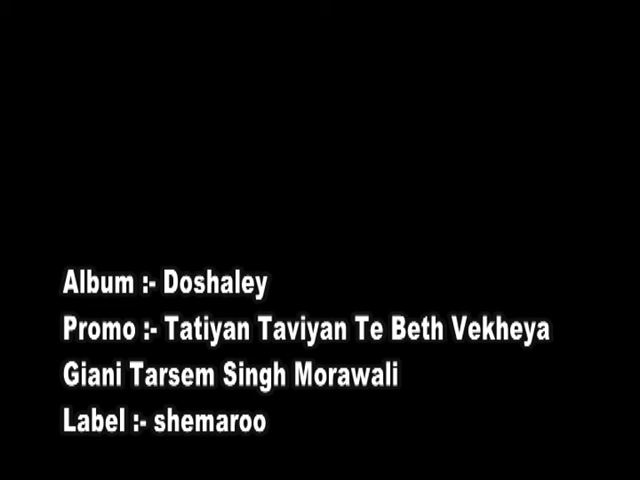 Album :- Doshaley
Promo :- Tatiyan Taviyan Te Beth Vekheya
Giani Tarsem Singh Morawali
Label :- shemaroo